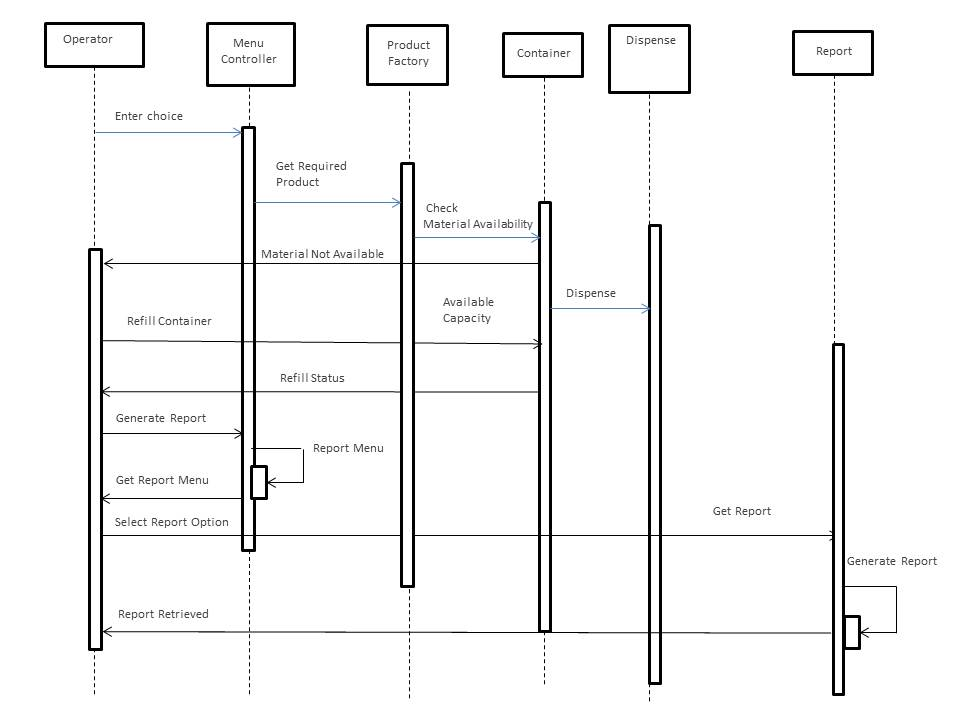 Operator
Menu
Controller
Product
Factory
Container
Dispense
Report
Enter choice
Get Required
Product
Check
Material Availability
Material Not Available
Dispense
Available
Capacity
Refill Container
Refill Status
Generate Report
Report Menu
Get Report Menu
Get Report
Select Report Option
Generate Report
Report Retrieved